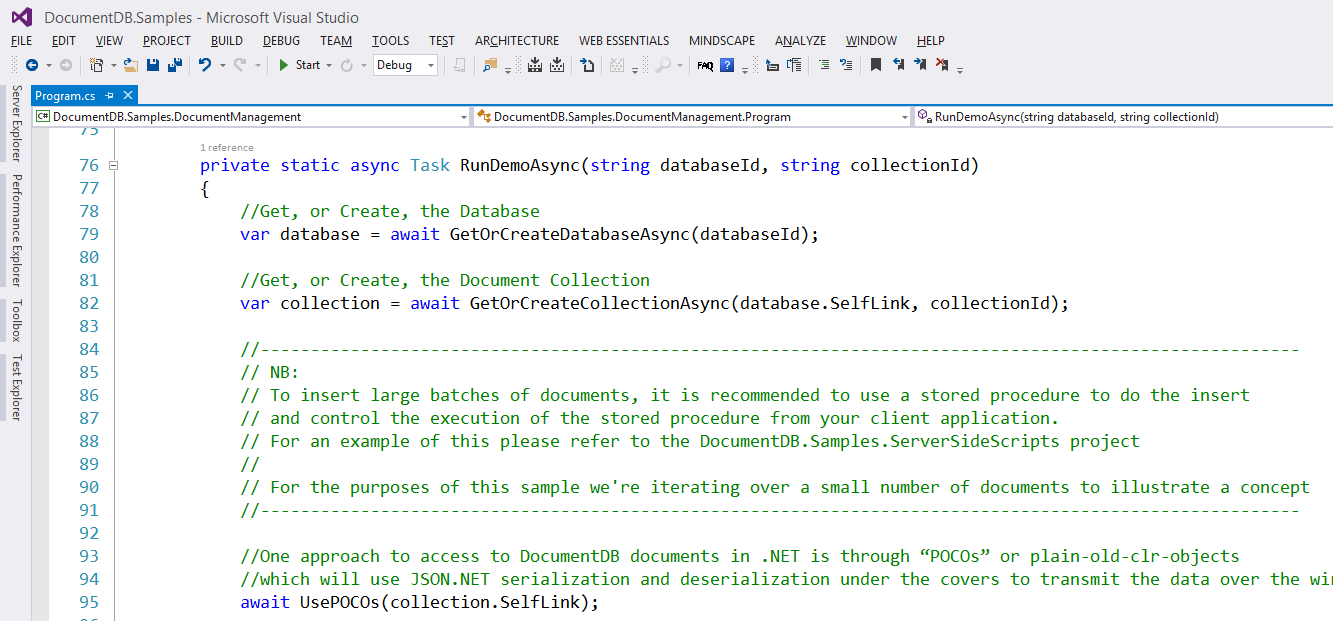 DocumentDB.Samples - Microsoft Visual Studio
FILE EDIT VIEW PROJECT BUILD DEBUG TEAM TOOLS TEST ARCHITECTURE WEB ESSENTIALS MINDSCAPE ANALYZE WINDOW HELP
Start Debug FAQ ?
Server Explorer
Performance Explorer
Toolbox
Test Explorer
Program.cs
C# DocumentDB.Samples.DocumentManagement DocumentDB.Samples.DocumentManagement.Program RunDemoAsync(string databaseId, string collectionId)
75
1 reference
76 private static async Task RunDemoAsync(string databaseId, string collectionId)
77 {
78 //Get, or Create, the Database
79 var database = await GetOrCreateDatabaseAsync(databaseId);
80
81 //Get, or Create, the Document Collection
82 var collection = await GetOrCreateCollectionAsync(database.SelfLink, collectionId);
83
84 //--------------------------------------------------------------------------------------------------------
85 // NB:
86 // To insert large batches of documents, it is recommended to use a stored procedure to do the insert
87 // and control the execution of the stored procedure from your client application.
88 // For an example of this please refer to the DocumentDB.Samples.ServerSideScripts project
89 //
90 // For the purposes of this sample we're iterating over a small number of documents to illustrate a concept
91 //--------------------------------------------------------------------------------------------------------
92
93 //One approach to access to DocumentDB documents in .NET is through “POCOs” or plain-old-clr-objects
94 //which will use JSON.NET serialization and deserialization under the covers to transmit the data over the
95 await UsePOCOs(collection.SelfLink);